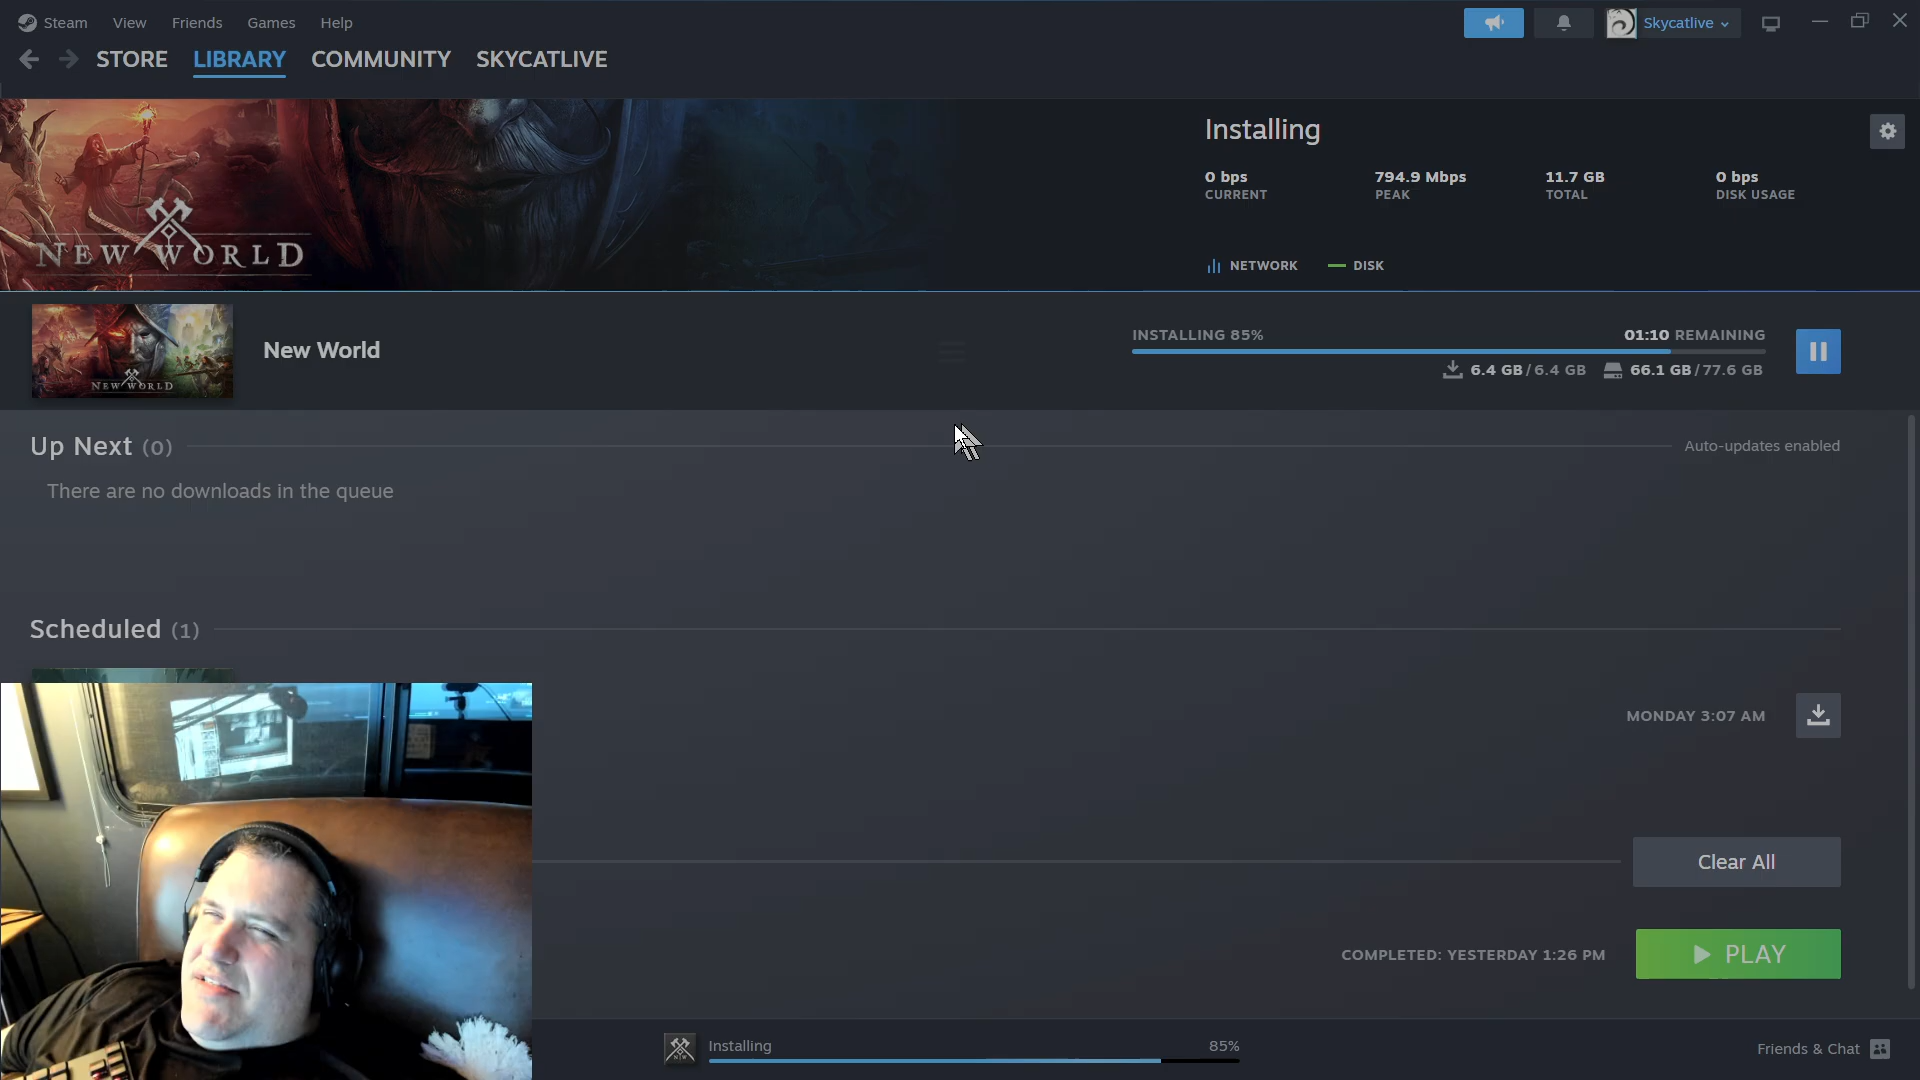 Steam View Friends Games Help Skycatlive
STORE LIBRARY COMMUNITY SKYCATLIVE
NEW WORLD
Installing
0 bps 794.9 Mbps 11.7 GB 0 bps
CURRENT PEAK TOTAL DISK USAGE
NETWORK DISK
NEW WORLD
New World
INSTALLING 85% 01:10 REMAINING
6.4 GB / 6.4 GB 66.1 GB / 77.6 GB
Up Next (0) Auto-updates enabled
There are no downloads in the queue
Scheduled (1)
MONDAY 3:07 AM
Clear All
COMPLETED: YESTERDAY 1:26 PM PLAY
Installing 85%
Friends & Chat